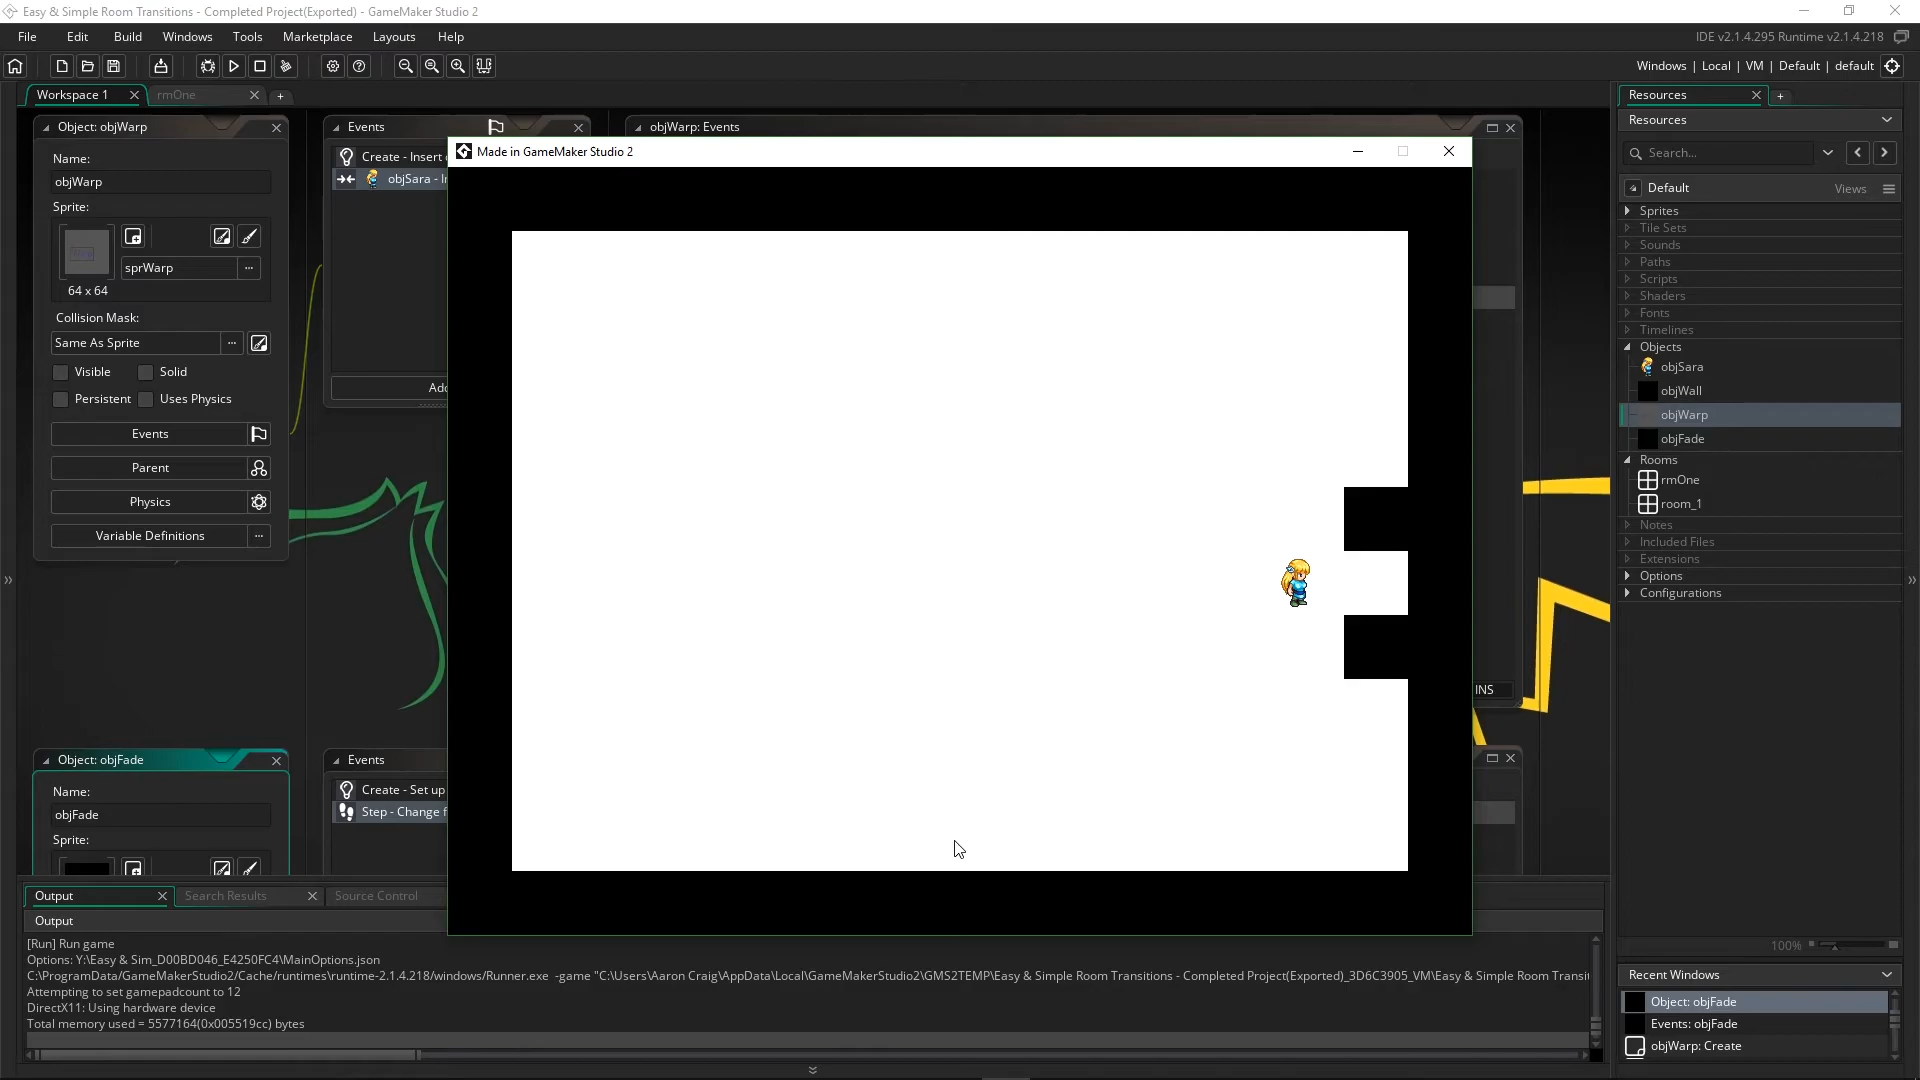 Easy & Simple Room Transitions - Completed Project(Exported) - GameMaker Studio 2
File Edit Build Windows Tools Marketplace Layouts Help
IDE v2.1.4.295 Runtime v2.1.4.218
Windows | Local | VM | Default | default
Workspace 1
rmOne
Object: objWarp
Name:
objWarp
Sprite:
sprWarp
64 x 64
Collision Mask:
Same As Sprite
Visible
Solid
Persistent
Uses Physics
Events
Parent
Physics
Variable Definitions
Events
Create - Insert
objSara - I
Add
objWarp: Events
Made in GameMaker Studio 2
INS
Object: objFade
Name:
objFade
Sprite:
Events
Create - Set up
Step - Change f
Output
Search Results
Source Control
Output
[Run] Run game
Options: Y:\Easy & Sim_D00BD046_E4250FC4\MainOptions.json
C:\ProgramData/GameMakerStudio2/Cache/runtimes\runtime-2.1.4.218/windows/Runner.exe -game "C:\Users\Aaron Craig\AppData\Local\GameMakerStudio2\GMS2TEMP\Easy & Simple Room Transitions - Completed Project(Exported)_3D6C3905_VM\Easy & Simple Room Transit
Attempting to set gamepadcount to 12
DirectX11: Using hardware device
Total memory used = 5577164(0x005519cc) bytes
Resources
Resources
Search...
Default
Views
Sprites
Tile Sets
Sounds
Paths
Scripts
Shaders
Fonts
Timelines
Objects
objSara
objWall
objWarp
objFade
Rooms
rmOne
room_1
Notes
Included Files
Extensions
Options
Configurations
100%
Recent Windows
Object: objFade
Events: objFade
objWarp: Create